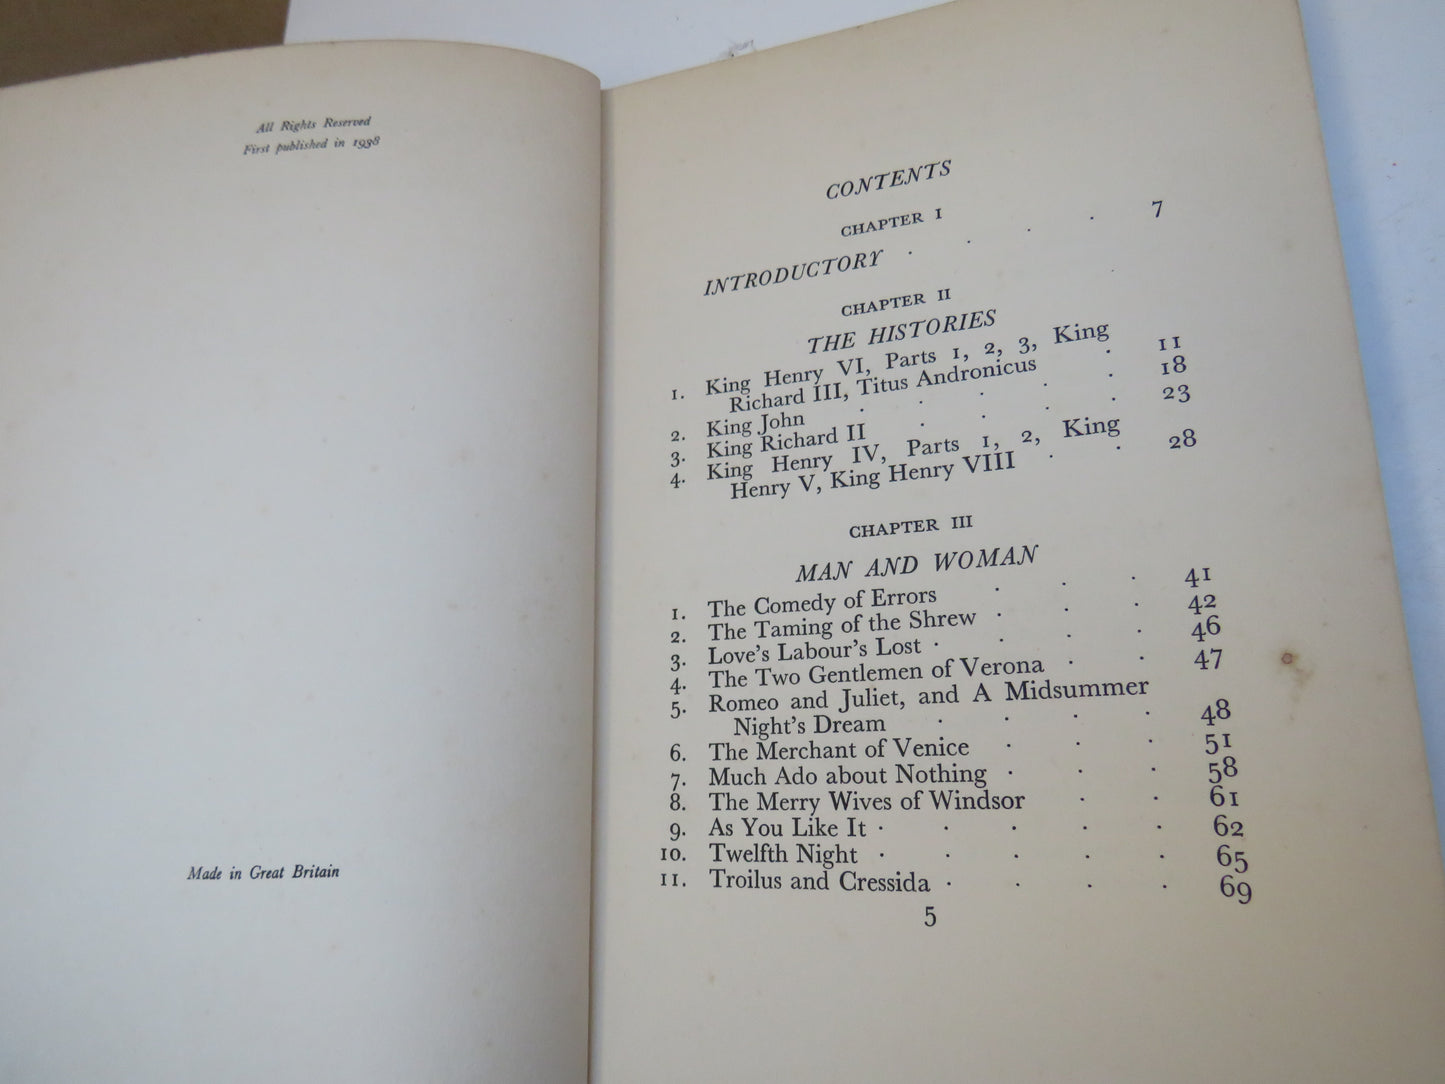 All Rights Reserved
First published in 1938
Made in Great Britain
CONTENTS
CHAPTER I
INTRODUCTORY . . . . 7
CHAPTER II
THE HISTORIES
1. King Henry VI, Parts 1, 2, 3, King
Richard III, Titus Andronicus . 11
2. King John . . . . . 18
3. King Richard II . . . . 23
4. King Henry IV, Parts 1, 2, King
Henry V, King Henry VIII . . 28
CHAPTER III
MAN AND WOMAN
1. The Comedy of Errors . . . 41
2. The Taming of the Shrew . . . 42
3. Love's Labour's Lost . . . . 46
4. The Two Gentlemen of Verona . . 47
5. Romeo and Juliet, and A Midsummer
Night's Dream . . . . 48
6. The Merchant of Venice . . . 51
7. Much Ado about Nothing . . . 58
8. The Merry Wives of Windsor . . 61
9. As You Like It . . . . . 62
10. Twelfth Night . . . . . 65
11. Troilus and Cressida . . . . 69
5